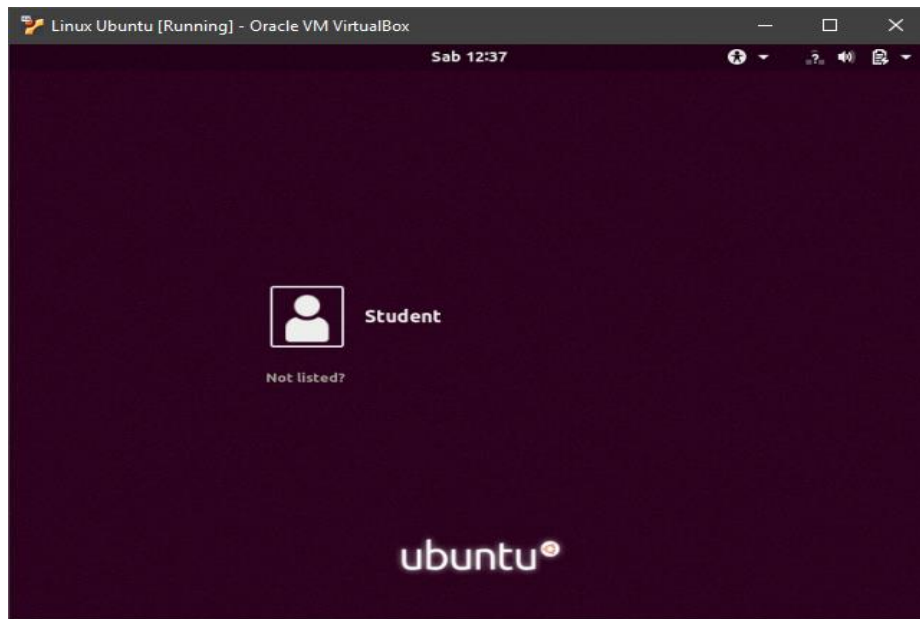 Linux Ubuntu [Running] - Oracle VM VirtualBox
Sab 12:37
Student
Not listed?
ubuntu